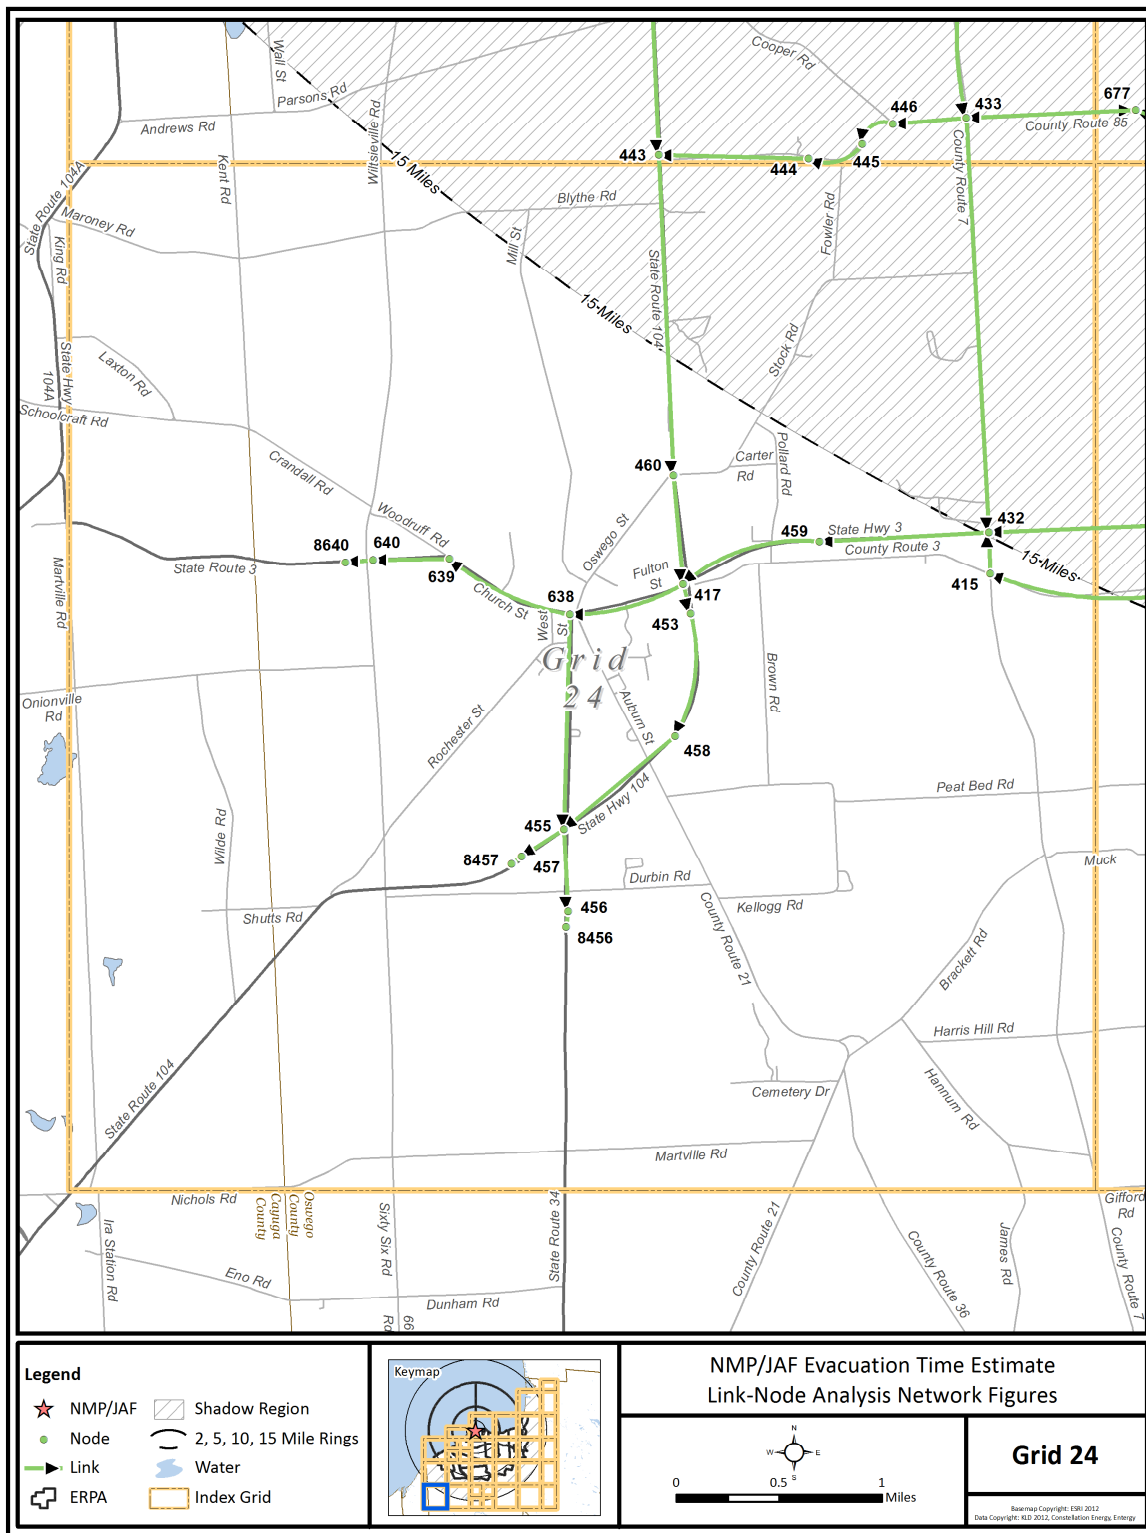 Cooper Rd
Wall St
Parsons Rd
Andrews Rd
Wiltsieville Rd
Kent Rd
15-Miles
446
433
677
County Route 85
443
444
445
County Route 7
State Route 104A
Maroney Rd
King Rd
Blythe Rd
Mill St
Fowler Rd
State Route 104
15-Miles
Stock Rd
State Hwy
104A
Laxton Rd
Schoolcraft Rd
Crandall Rd
Woodruff Rd
460
Carter
Rd
Pollard Rd
Oswego St
459
State Hwy 3
County Route 3
432
15-Miles
415
8640
640
639
State Route 3
Martville Rd
Church St
638
West
St
Fulton
St
417
453
Grid
24
Onionville
Rd
Rochester St
Auburn St
Brown Rd
458
Peat Bed Rd
State Hwy 104
455
8457
457
Wilde Rd
Durbin Rd
Muck
Shutts Rd
456
8456
Kellogg Rd
County Route 21
Brackett Rd
Harris Hill Rd
Hannum Rd
Cemetery Dr
State Route 104
Martville Rd
Nichols Rd
Cayuga
County
Oswego
County
Ira Station Rd
Sixty Six Rd
State Route 34
County Route 21
County Route 36
James Rd
Gifford
Rd
County Route 7
Eno Rd
Dunham Rd
66
Rd
Legend
NMP/JAF
Node
Link
ERPA
Shadow Region
2, 5, 10, 15 Mile Rings
Water
Index Grid
Keymap
NMP/JAF Evacuation Time Estimate
Link-Node Analysis Network Figures
N
W
E
S
0
0.5
1
Miles
Grid 24
Basemap Copyright: ESRI 2012
Data Copyright: KLD 2012, Constellation Energy, Entergy